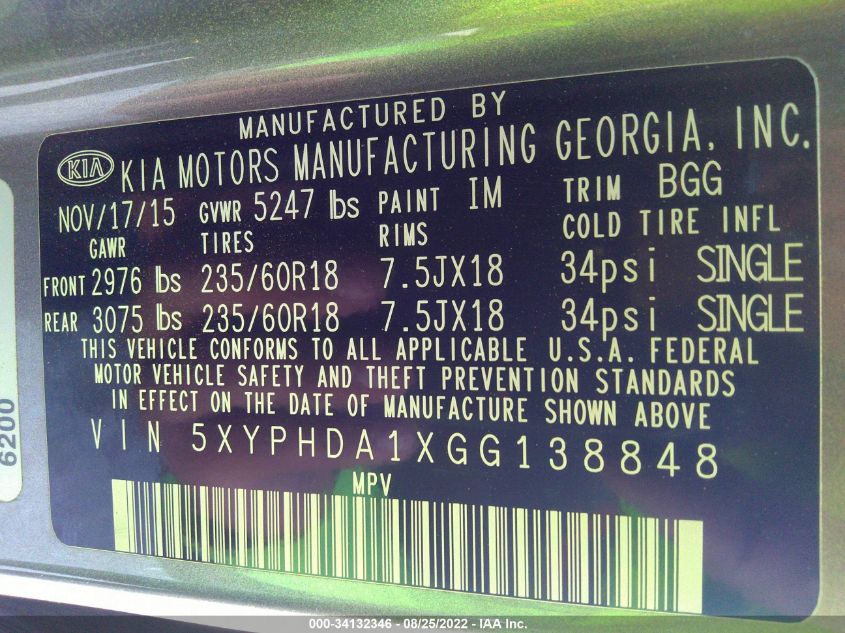 MANUFACTURED BY
KIA KIA MOTORS MANUFACTURING GEORGIA, INC.
NOV/17/15 GVWR 5247 lbs PAINT IM TRIM BGG
GAWR TIRES RIMS COLD TIRE INFL
FRONT 2976 lbs 235/60R18 7.5JX18 34psi SINGLE
REAR 3075 lbs 235/60R18 7.5JX18 34psi SINGLE
THIS VEHICLE CONFORMS TO ALL APPLICABLE U.S.A. FEDERAL
MOTOR VEHICLE SAFETY AND THEFT PREVENTION STANDARDS
IN EFFECT ON THE DATE OF MANUFACTURE SHOWN ABOVE
VIN 5XYPHDA1XGG138848
MPV
6200
000-34132346 - 08/25/2022 - IAA Inc.